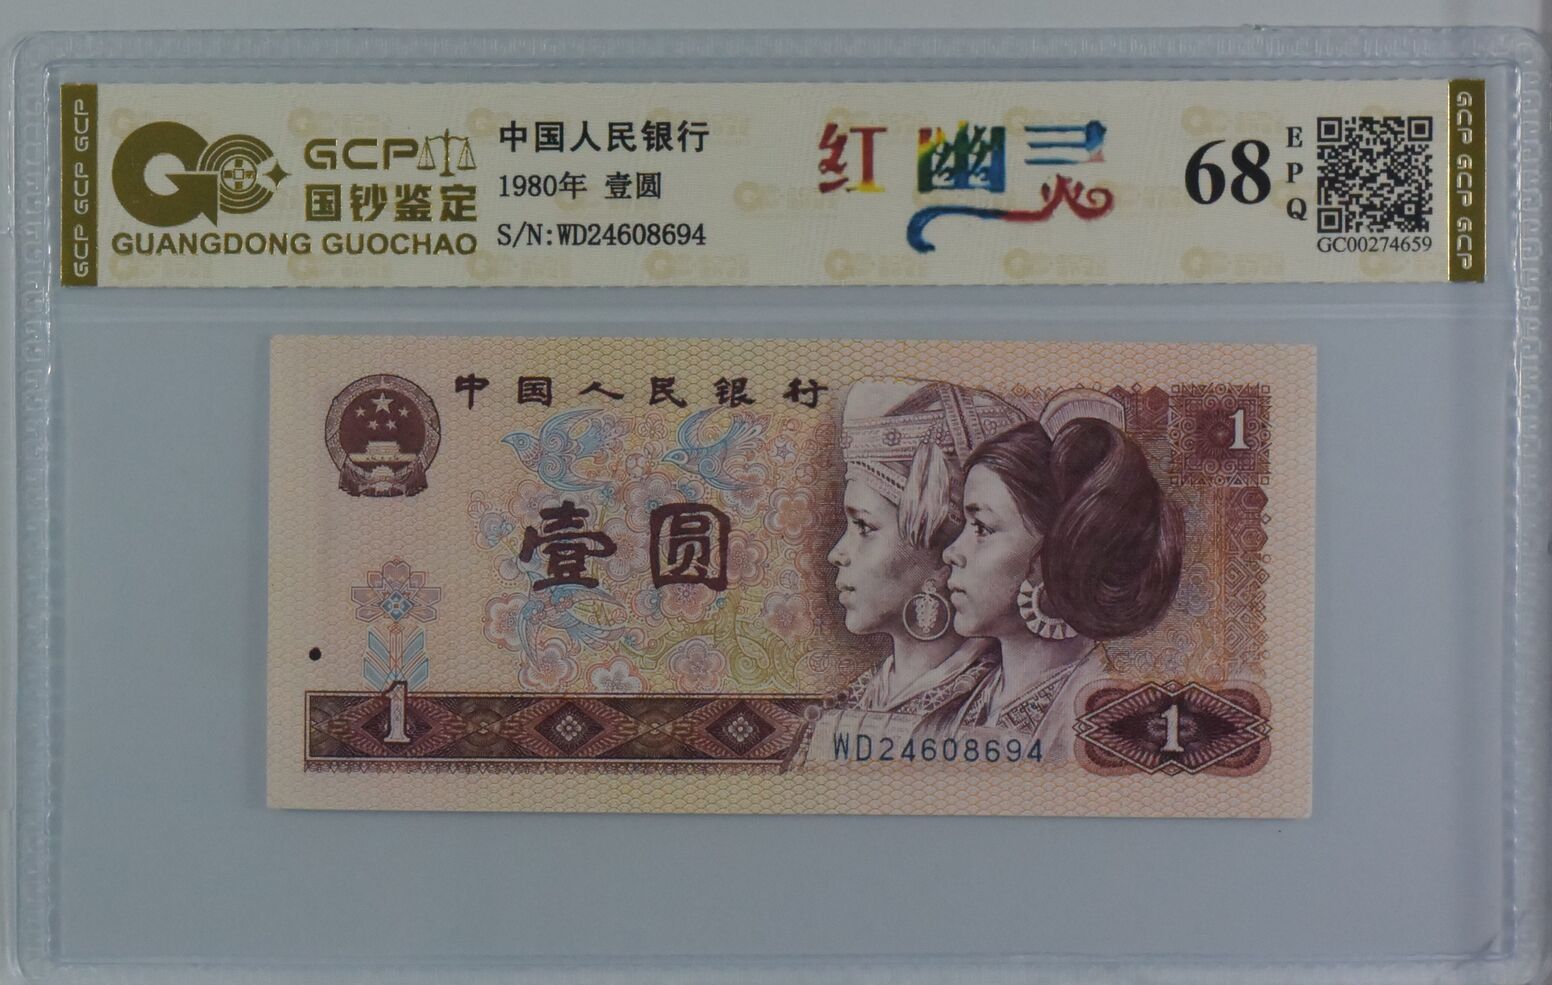 GCP GCP GCP
GCP
国钞鉴定
GUANGDONG GUOCHAO
中国人民银行
1980年 壹圆
S/N:WD24608694
红幽灵
68
EPQ
GC00274659
GCP GCP GCP
中国人民银行
1
壹圆
1
WD24608694
1